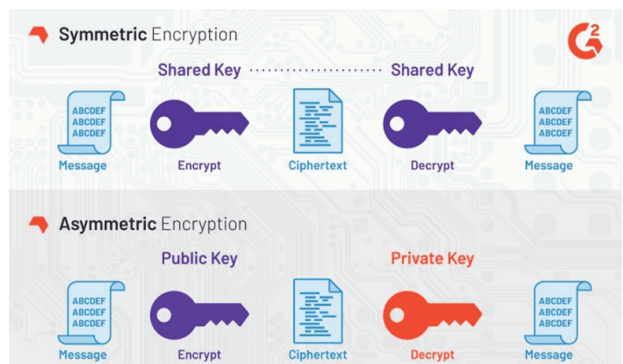 Symmetric Encryption
G2
Shared Key Shared Key
ABCDEF
ABCDEF
ABCDEF
ABCDEF
ABCDEF
ABCDEF
Message Encrypt Ciphertext Decrypt Message
Asymmetric Encryption
Public Key Private Key
ABCDEF
ABCDEF
ABCDEF
ABCDEF
ABCDEF
ABCDEF
Message Encrypt Ciphertext Decrypt Message